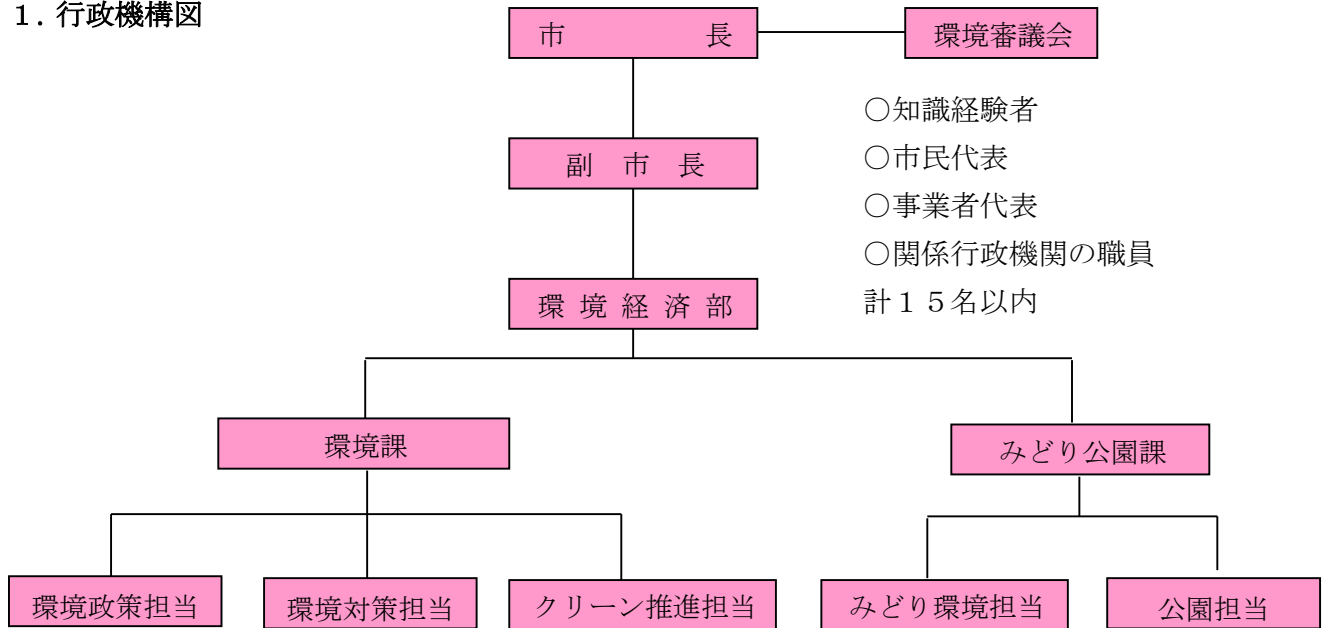 １．行政機構図
市　　　　長
環境審議会
○知識経験者
○市民代表
○事業者代表
○関係行政機関の職員
計１５名以内
副　市　長
環 境 経 済 部
環境課
みどり公園課
環境政策担当
環境対策担当
クリーン推進担当
みどり環境担当
公園担当